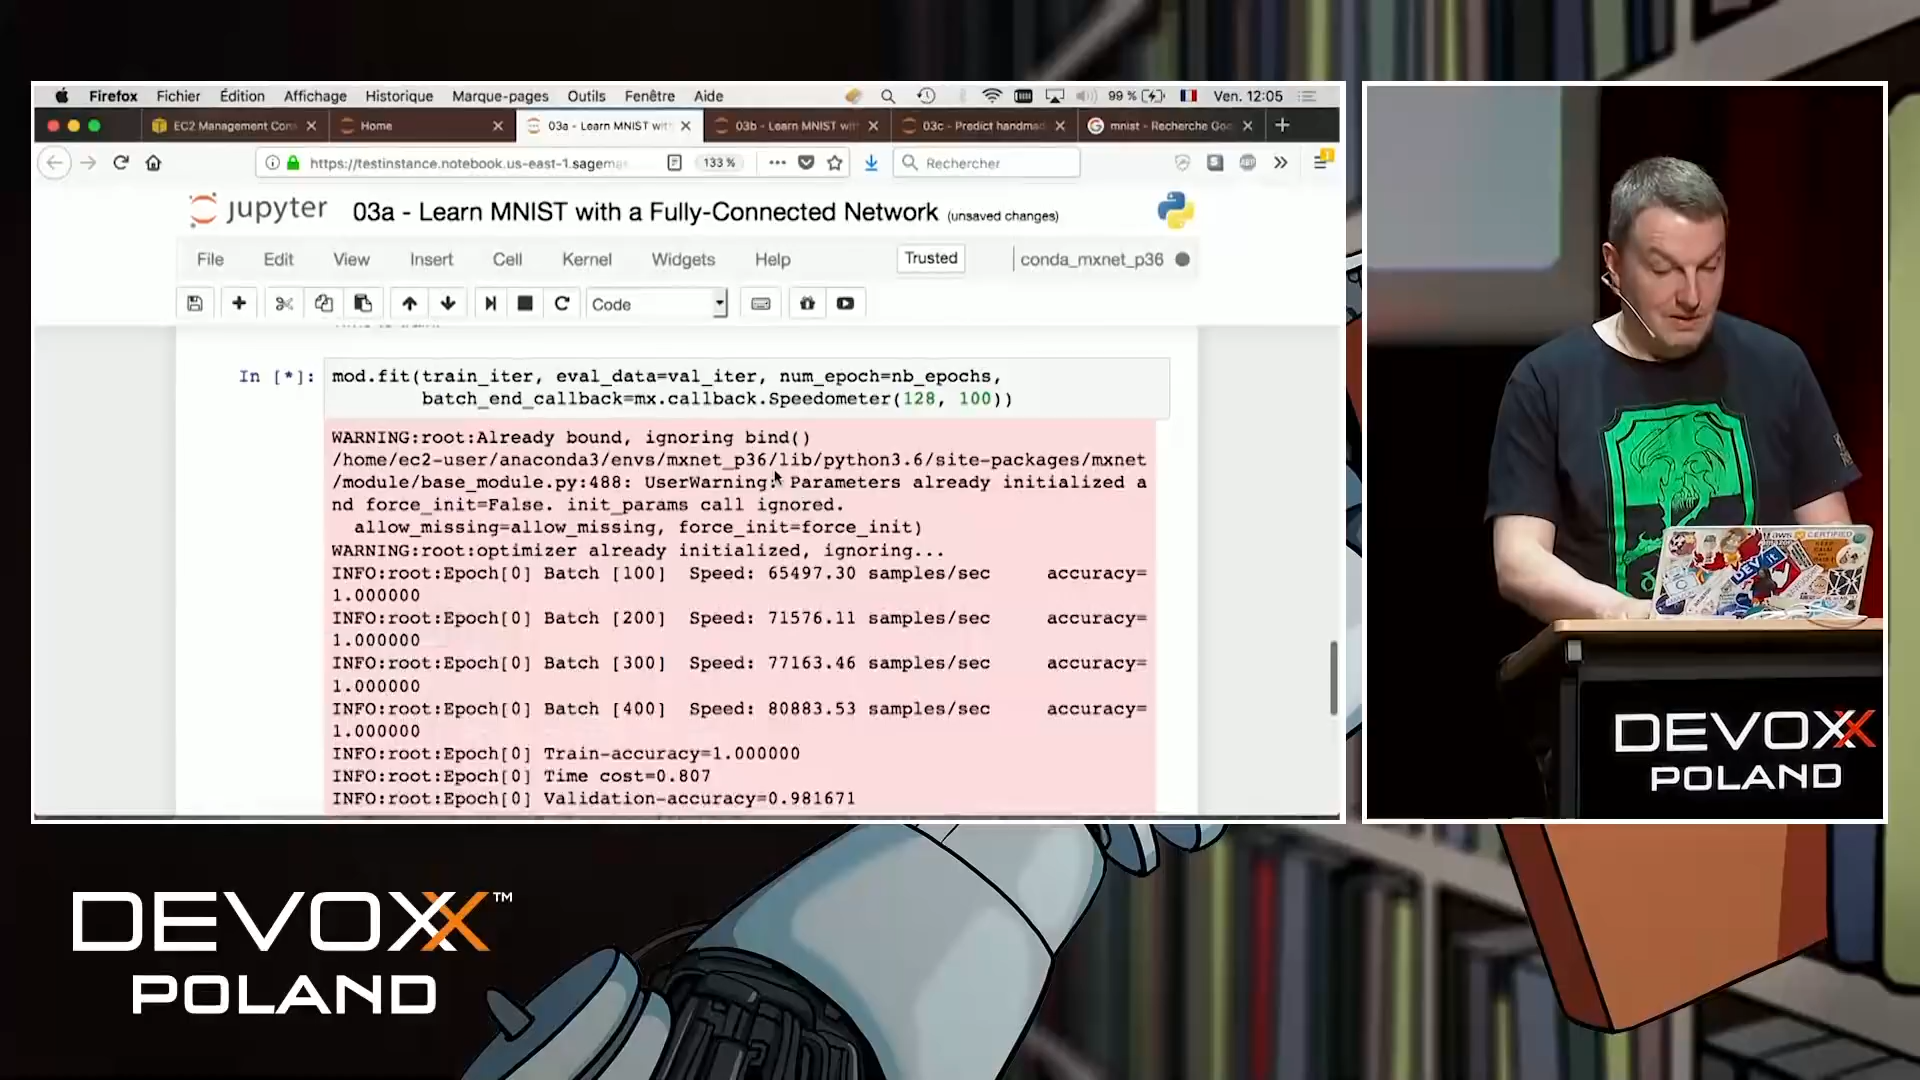 Firefox Fichier Édition Affichage Historique Marque-pages Outils Fenêtre Aide 99 % Ven. 12:05
EC2 Management Con
Home
03a - Learn MNIST wit
03b - Learn MNIST wit
03c - Predict handmad
mnist - Recherche Goo
https://testinstance.notebook.us-east-1.sagema
133 %
Rechercher
jupyter 03a - Learn MNIST with a Fully-Connected Network (unsaved changes)
File Edit View Insert Cell Kernel Widgets Help Trusted conda_mxnet_p36
Code
In [*]: mod.fit(train_iter, eval_data=val_iter, num_epoch=nb_epochs,
batch_end_callback=mx.callback.Speedometer(128, 100))
WARNING:root:Already bound, ignoring bind()
/home/ec2-user/anaconda3/envs/mxnet_p36/lib/python3.6/site-packages/mxnet
/module/base_module.py:488: UserWarning: Parameters already initialized a
nd force_init=False. init_params call ignored.
allow_missing=allow_missing, force_init=force_init)
WARNING:root:optimizer already initialized, ignoring...
INFO:root:Epoch[0] Batch [100] Speed: 65497.30 samples/sec accuracy=
1.000000
INFO:root:Epoch[0] Batch [200] Speed: 71576.11 samples/sec accuracy=
1.000000
INFO:root:Epoch[0] Batch [300] Speed: 77163.46 samples/sec accuracy=
1.000000
INFO:root:Epoch[0] Batch [400] Speed: 80883.53 samples/sec accuracy=
1.000000
INFO:root:Epoch[0] Train-accuracy=1.000000
INFO:root:Epoch[0] Time cost=0.807
INFO:root:Epoch[0] Validation-accuracy=0.981671
aws CERTIFIED
DEV it
DEVOXX
POLAND
DEVOXX™
POLAND